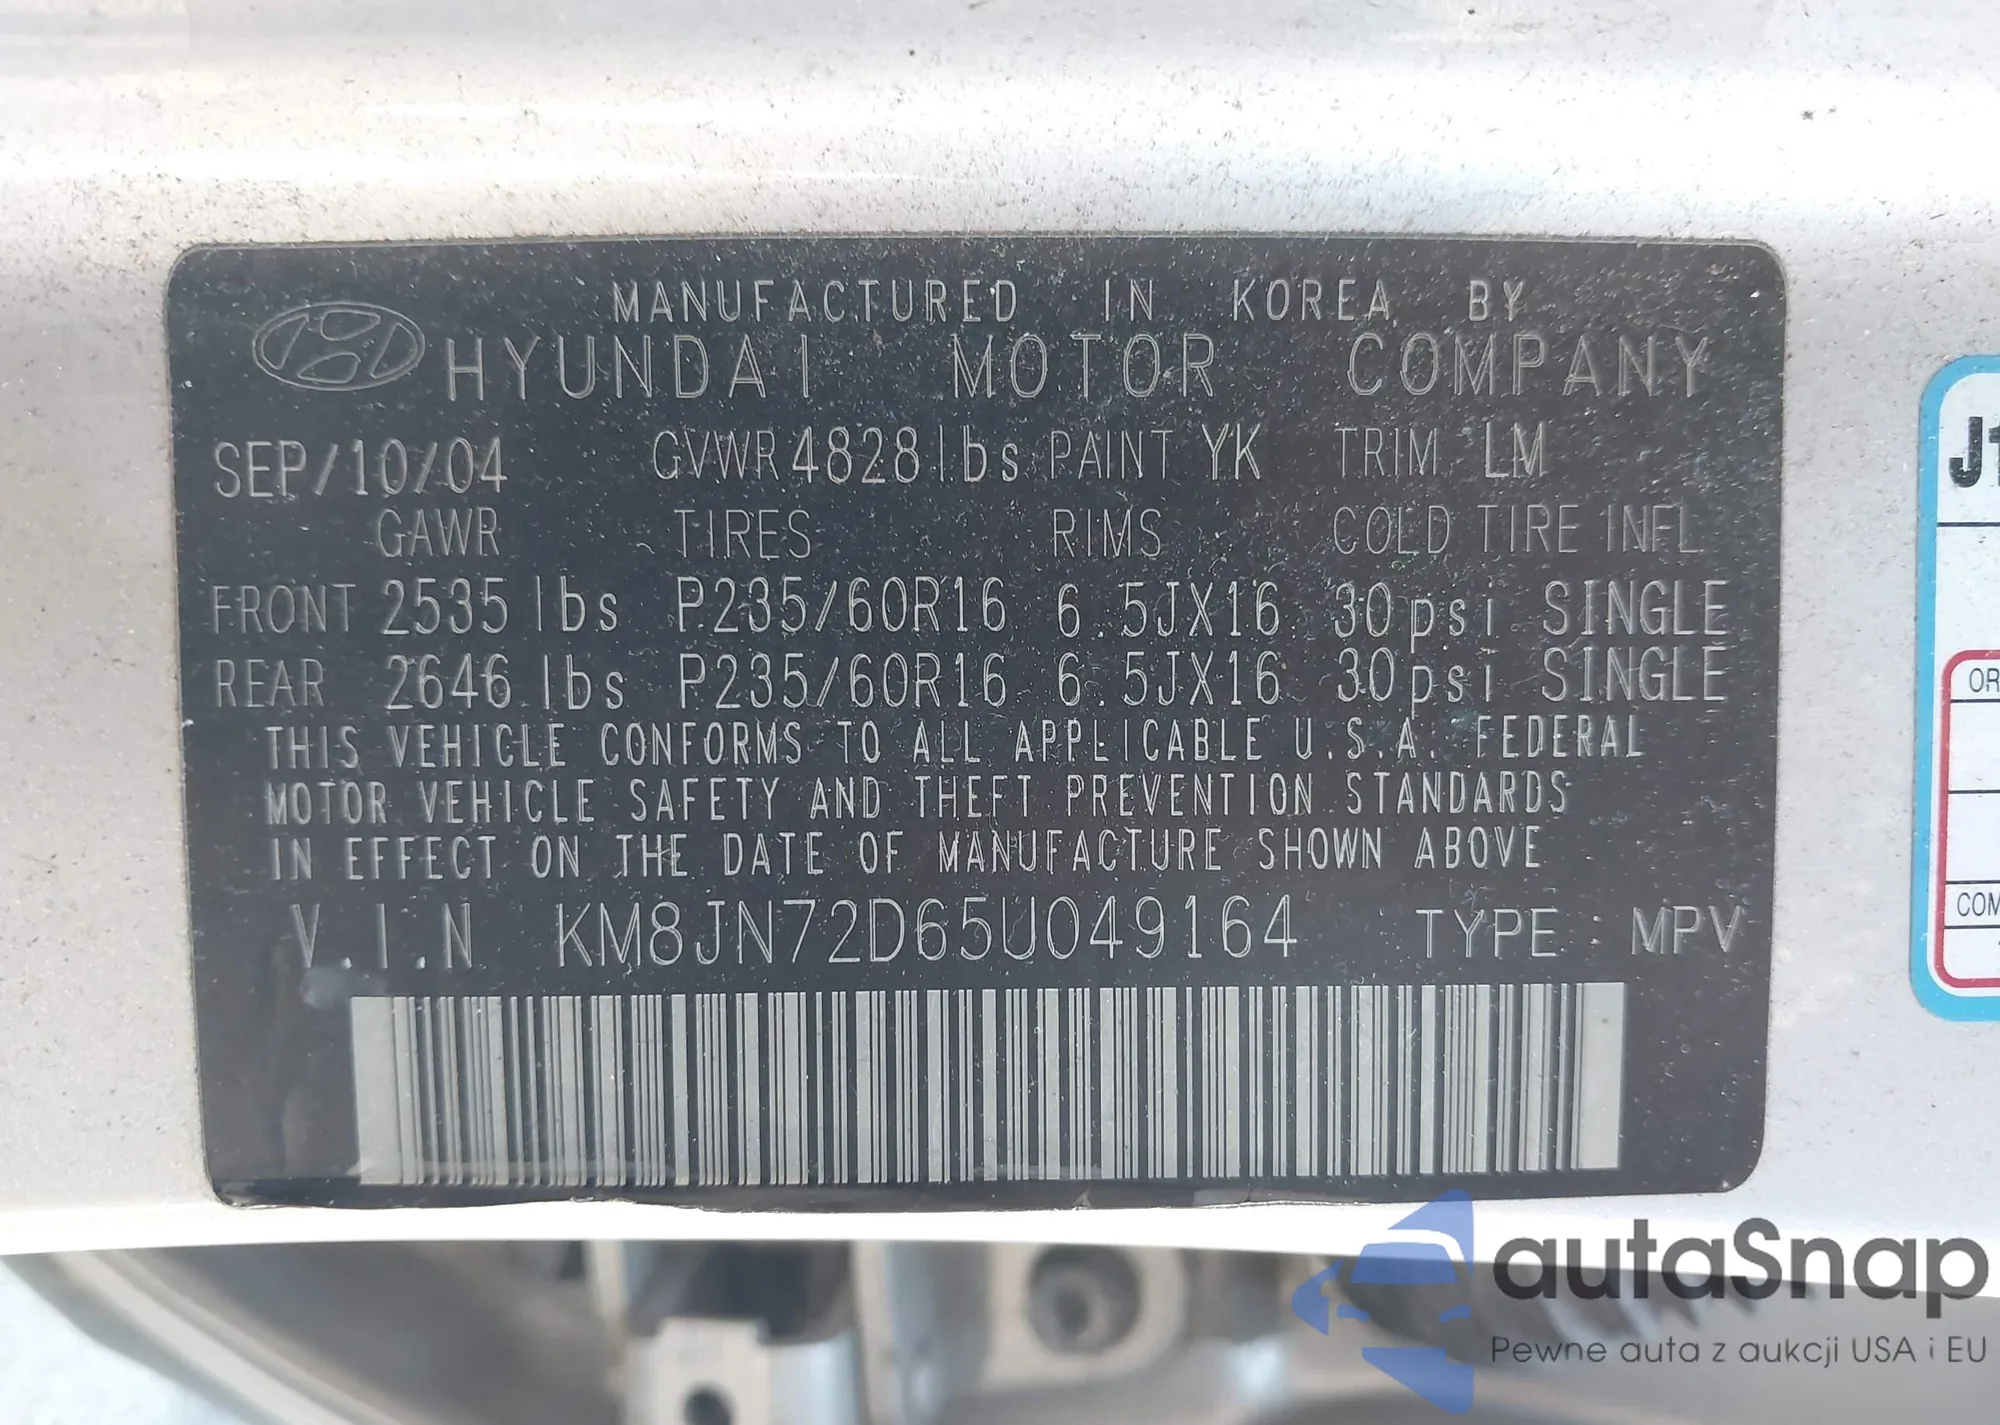 MANUFACTURED IN KOREA BY
HYUNDAI MOTOR COMPANY
SEP/10/04 GVWR 4828 lbs PAINT YK TRIM LM
GAWR TIRES RIMS COLD TIRE INFL
FRONT 2535 lbs P235/60R16 6.5JX16 30psi SINGLE
REAR 2646 lbs P235/60R16 6.5JX16 30psi SINGLE
THIS VEHICLE CONFORMS TO ALL APPLICABLE U.S.A. FEDERAL
MOTOR VEHICLE SAFETY AND THEFT PREVENTION STANDARDS
IN EFFECT ON THE DATE OF MANUFACTURE SHOWN ABOVE
V.I.N KM8JN72D65U049164 TYPE : MPV
J1
OR
COM
autaSnap
Pewne auta z aukcji USA i EU